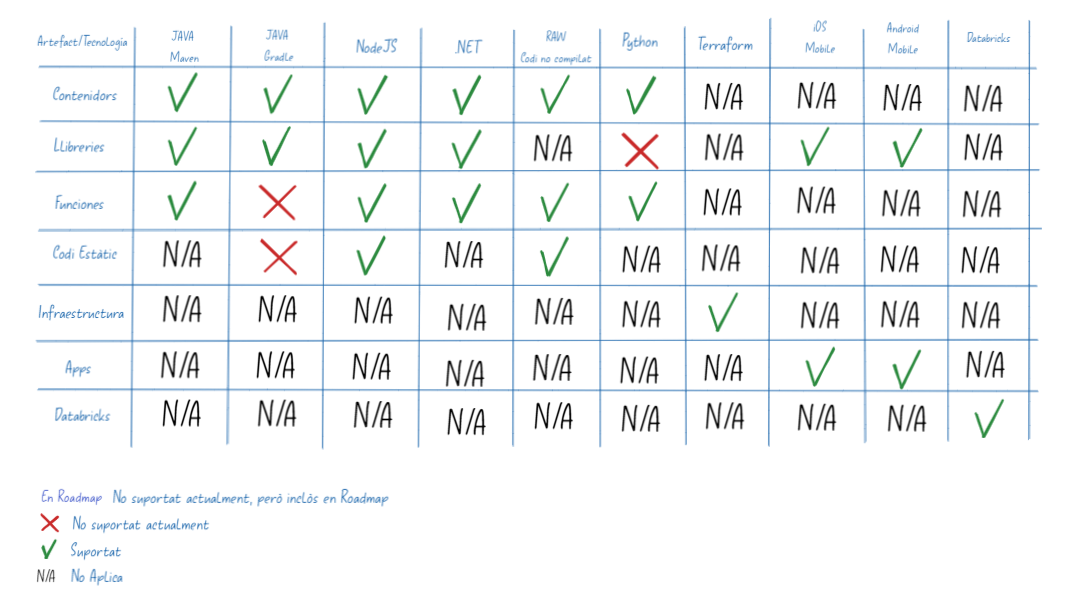 Artefact/Tecnologia JAVA Maven JAVA Gradle NodeJS .NET RAW Codi no compilat Python Terraform iOS Mobile Android Mobile Databricks
Contenidors N/A N/A N/A N/A
Llibreries N/A N/A N/A
Funciones N/A N/A N/A N/A
Codi Estàtic N/A N/A N/A N/A N/A N/A N/A
Infraestructura N/A N/A N/A N/A N/A N/A N/A N/A N/A
Apps N/A N/A N/A N/A N/A N/A N/A N/A
Databricks N/A N/A N/A N/A N/A N/A N/A N/A N/A
En Roadmap No suportat actualment, però inclòs en Roadmap
No suportat actualment
Suportat
N/A No Aplica